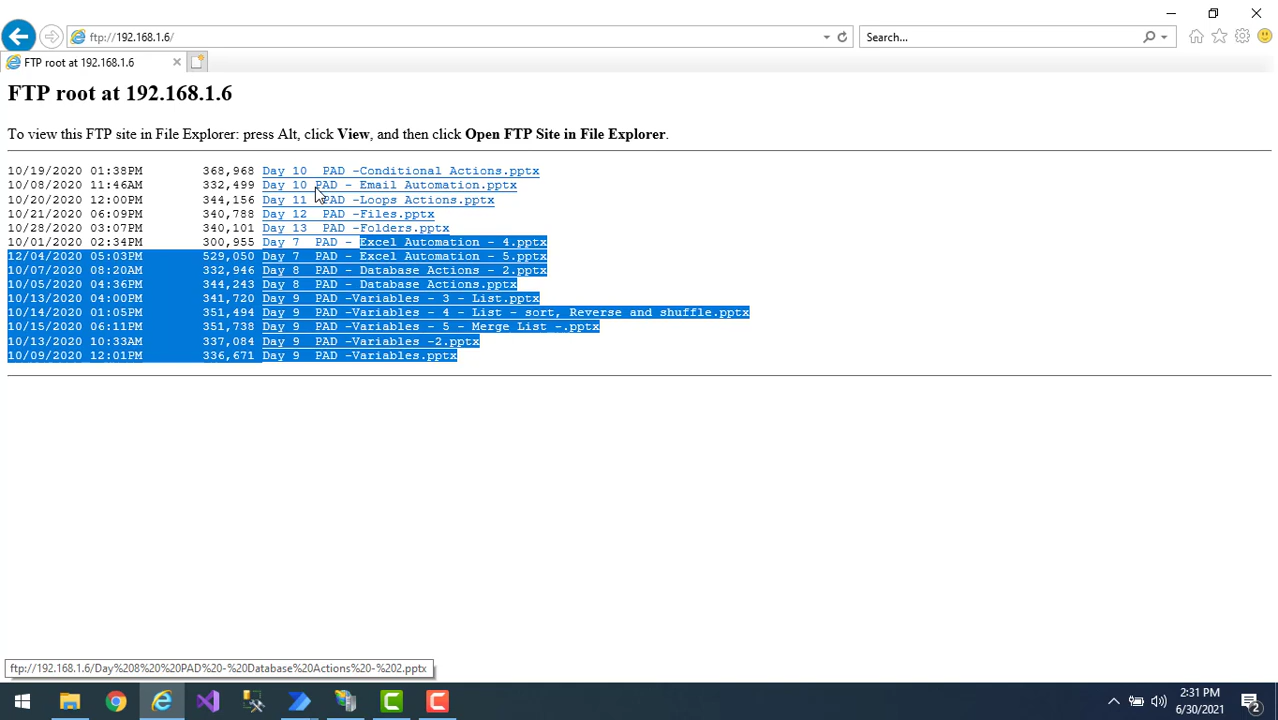 ftp://192.168.1.6/
Search...
FTP root at 192.168.1.6
FTP root at 192.168.1.6
To view this FTP site in File Explorer: press Alt, click View, and then click Open FTP Site in File Explorer.
10/19/2020 01:38PM 368,968 Day 10 PAD -Conditional Actions.pptx
10/08/2020 11:46AM 332,499 Day 10 PAD - Email Automation.pptx
10/20/2020 12:00PM 344,156 Day 11 PAD -Loops Actions.pptx
10/21/2020 06:09PM 340,788 Day 12 PAD -Files.pptx
10/28/2020 03:07PM 340,101 Day 13 PAD -Folders.pptx
10/01/2020 02:34PM 300,955 Day 7 PAD - Excel Automation - 4.pptx
12/04/2020 05:03PM 529,050 Day 7 PAD - Excel Automation - 5.pptx
10/07/2020 08:20AM 332,946 Day 8 PAD - Database Actions - 2.pptx
10/05/2020 04:36PM 344,243 Day 8 PAD - Database Actions.pptx
10/13/2020 04:00PM 341,720 Day 9 PAD -Variables - 3 - List.pptx
10/14/2020 01:05PM 351,494 Day 9 PAD -Variables - 4 - List - sort, Reverse and shuffle.pptx
10/15/2020 06:11PM 351,738 Day 9 PAD -Variables - 5 - Merge List -.pptx
10/13/2020 10:33AM 337,084 Day 9 PAD -Variables -2.pptx
10/09/2020 12:01PM 336,671 Day 9 PAD -Variables.pptx
ftp://192.168.1.6/Day%208%20%20PAD%20-%20Database%20Actions%20-%202.pptx
2:31 PM
6/30/2021
2